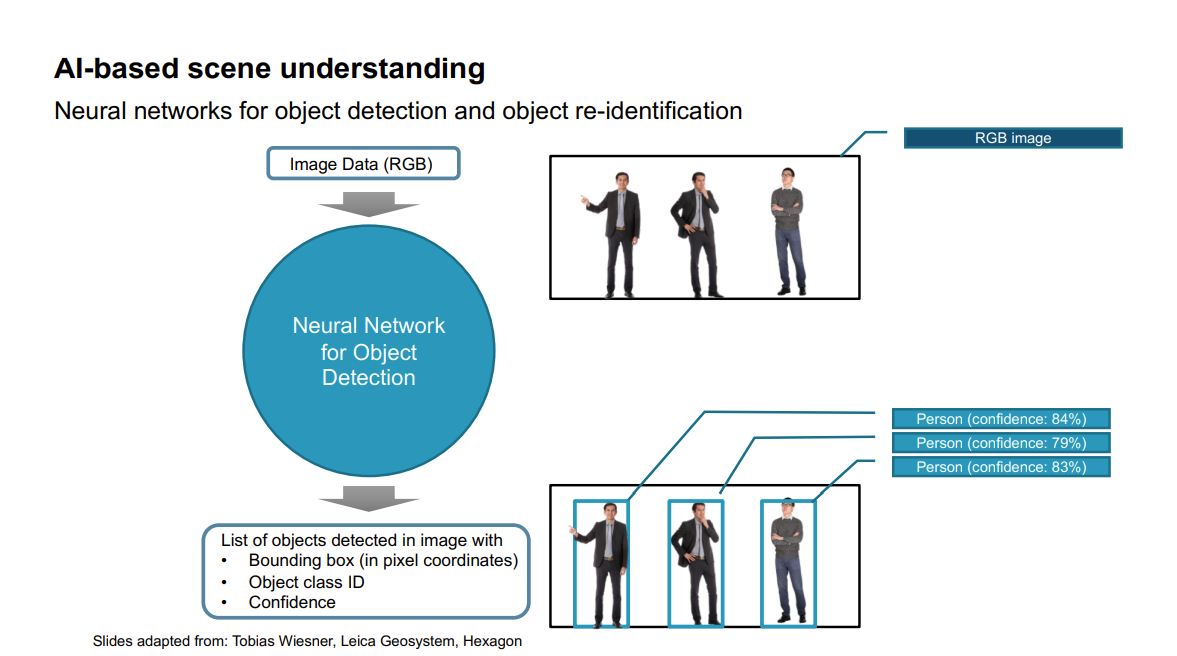 AI-based scene understanding
Neural networks for object detection and object re-identification
Image Data (RGB)
RGB image
Neural Network
for Object
Detection
Person (confidence: 84%)
Person (confidence: 79%)
Person (confidence: 83%)
List of objects detected in image with
• Bounding box (in pixel coordinates)
• Object class ID
• Confidence
Slides adapted from: Tobias Wiesner, Leica Geosystem, Hexagon